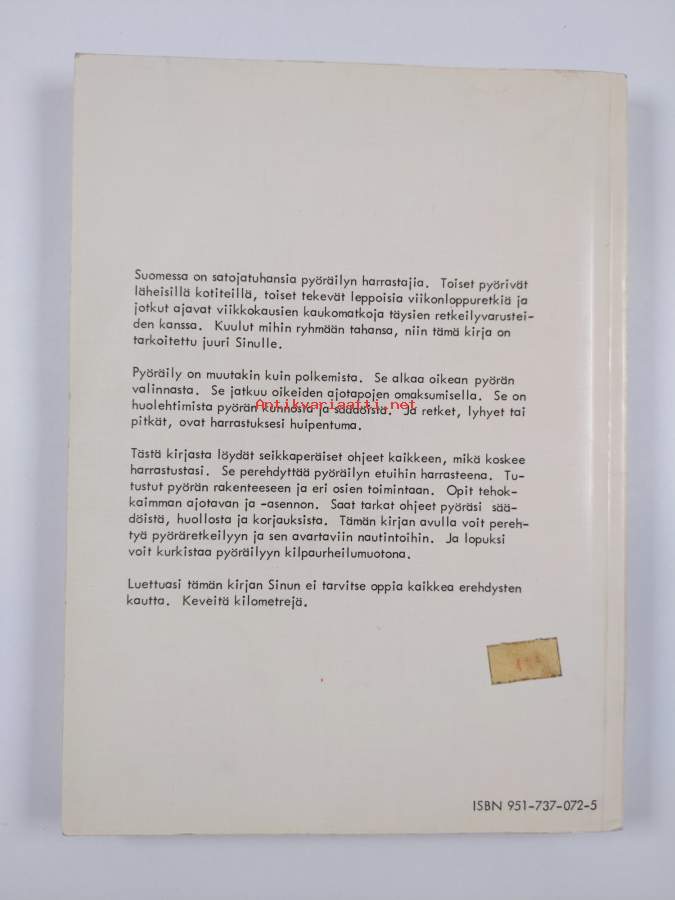 Suomessa on satojatuhansia pyöräilyn harrastajia. Toiset pyörivät
läheisillä kotiteillä, toiset tekevät leppoisia viikonloppuretkiä ja
jotkut ajavat viikkokausien kaukomatkoja täysien retkeilyvarustei-
den kanssa. Kuulut mihin ryhmään tahansa, niin tämä kirja on
tarkoitettu juuri Sinulle.
Pyöräily on muutakin kuin polkemista. Se alkaa oikean pyörän
valinnasta. Se jatkuu oikeiden ajotapojen omaksumisella. Se on
huolehtimista pyörän kunnosta ja säädöistä. Ja retket, lyhyet tai
Antikvariaatti.net
pitkät, ovat harrastuksesi huipentuma.
Tästä kirjasta löydät seikkaperäiset ohjeet kaikkeen, mikä koskee
harrastustasi. Se perehdyttää pyöräilyn etuihin harrasteena. Tu-
tustut pyörän rakenteeseen ja eri osien toimintaan. Opit tehok-
kaimman ajotavan ja -asennon. Saat tarkat ohjeet pyöräsi sää-
döistä, huollosta ja korjauksista. Tämän kirjan avulla voit pereh-
tyä pyöräretkeilyyn ja sen avartaviin nautintoihin. Ja lopuksi
voit kurkistaa pyöräilyyn kilpaurheilumuotona.
Luettuasi tämän kirjan Sinun ei tarvitse oppia kaikkea erehdysten
kautta. Keveitä kilometrejä.
ISBN 951-737-072-5